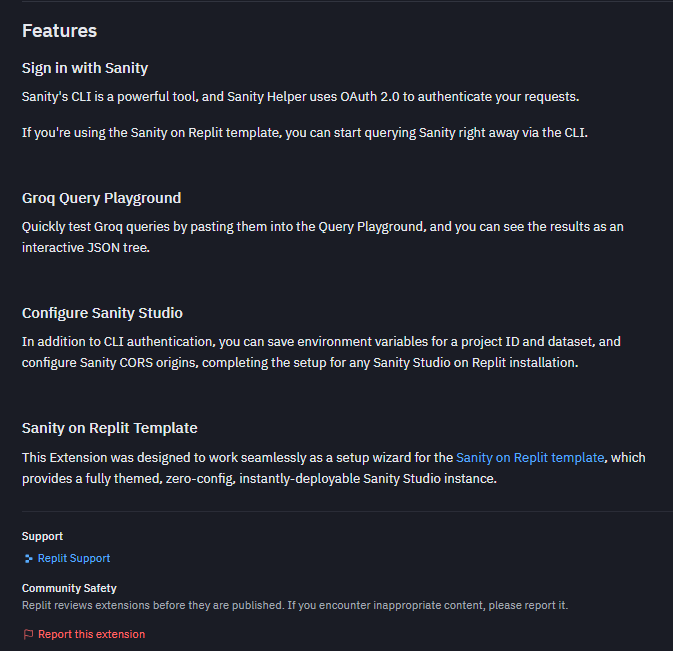 Features
Sign in with Sanity
Sanity's CLI is a powerful tool, and Sanity Helper uses OAuth 2.0 to authenticate your requests.
If you're using the Sanity on Replit template, you can start querying Sanity right away via the CLI.
Groq Query Playground
Quickly test Groq queries by pasting them into the Query Playground, and you can see the results as an
interactive JSON tree.
Configure Sanity Studio
In addition to CLI authentication, you can save environment variables for a project ID and dataset, and
configure Sanity CORS origins, completing the setup for any Sanity Studio on Replit installation.
Sanity on Replit Template
This Extension was designed to work seamlessly as a setup wizard for the Sanity on Replit template, which
provides a fully themed, zero-config, instantly-deployable Sanity Studio instance.
Support
Replit Support
Community Safety
Replit reviews extensions before they are published. If you encounter inappropriate content, please report it.
Report this extension